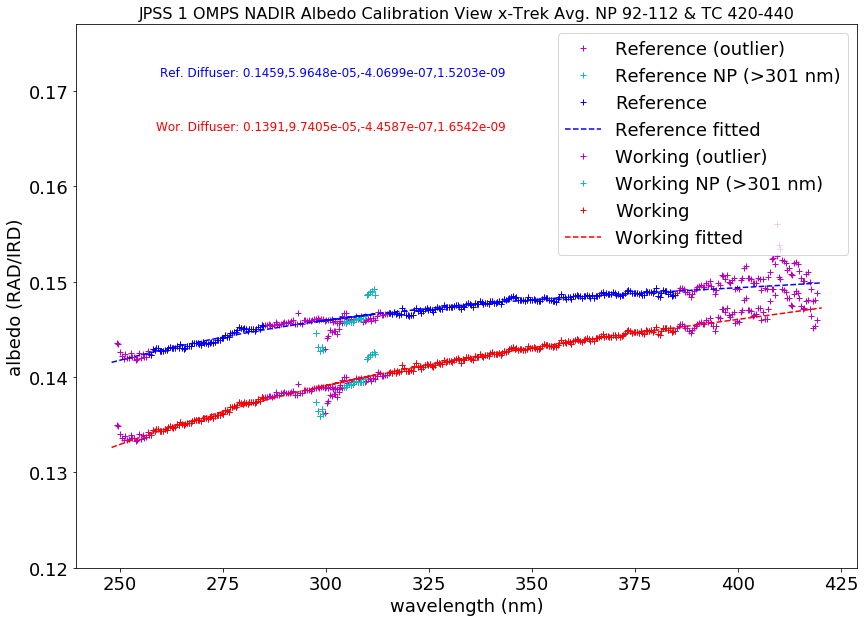 JPSS 1 OMPS NADIR Albedo Calibration View x-Trek Avg. NP 92-112 & TC 420-440
Ref. Diffuser: 0.1459,5.9648e-05,-4.0699e-07,1.5203e-09
Wor. Diffuser: 0.1391,9.7405e-05,-4.4587e-07,1.6542e-09
Reference (outlier)
Reference NP (>301 nm)
Reference
Reference fitted
Working (outlier)
Working NP (>301 nm)
Working
Working fitted
albedo (RAD/IRD)
0.17
0.16
0.15
0.14
0.13
0.12
250 275 300 325 350 375 400 425
wavelength (nm)